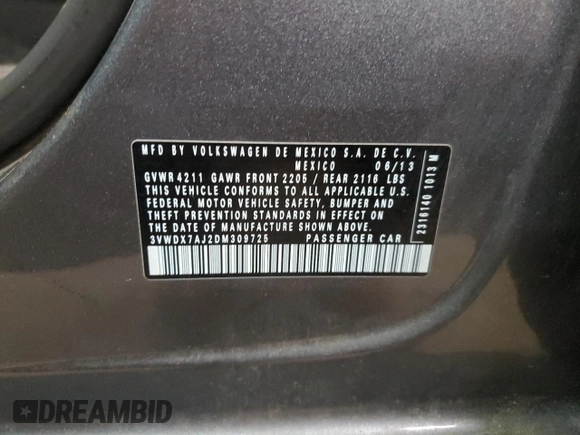 MFD BY VOLKSWAGEN DE MEXICO S.A. DE C.V.
MEXICO 06/13
GVWR 4211 GAWR FRONT 2205 / REAR 2116 LBS
THIS VEHICLE CONFORMS TO ALL APPLICABLE U.S.
FEDERAL MOTOR VEHICLE SAFETY, BUMPER AND
THEFT PREVENTION STANDARDS IN EFFECT ON
THE DATE OF MANUFACTURE SHOWN ABOVE.
3VWDX7AJ2DM309725 PASSENGER CAR
2316140 1013 M
DREAMBID